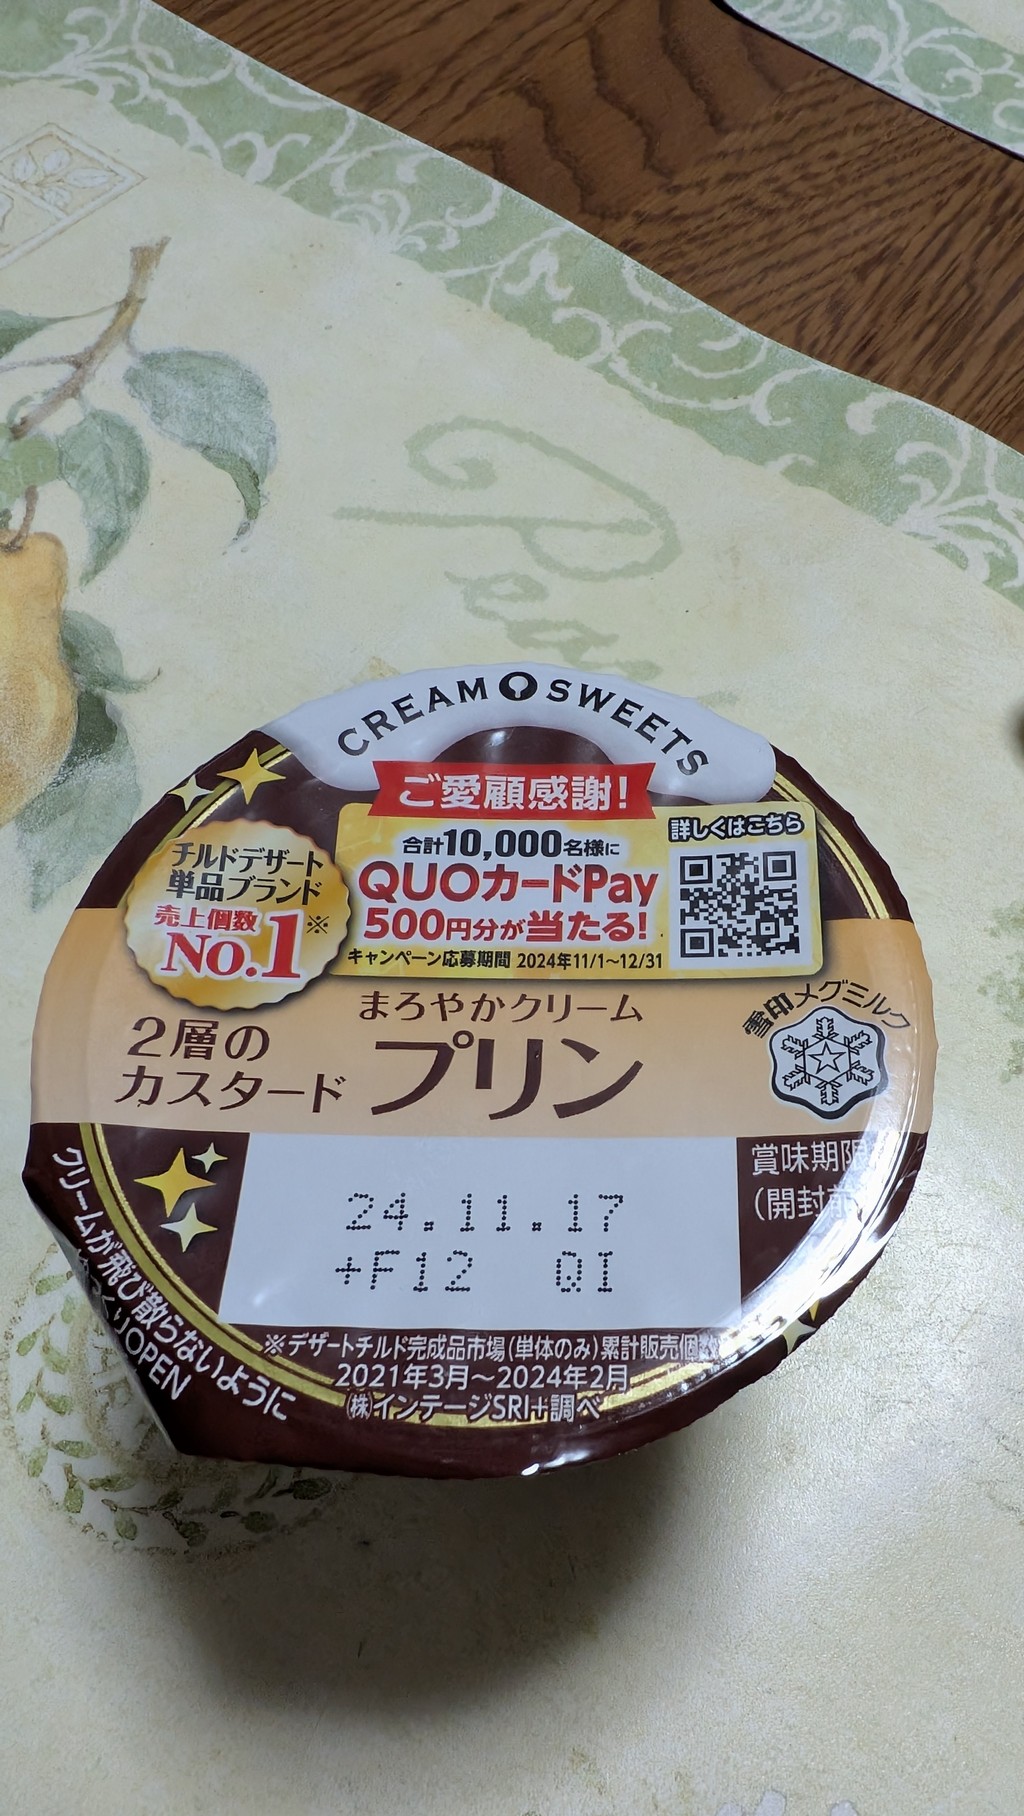 CREAM SWEETS
ご愛顧感謝!
合計10,000名様に
QUOカードPay
500円分が当たる!
キャンペーン応募期間 2024年11/1～12/31
詳しくはこちら
チルドデザート
単品ブランド
売上個数※
No.1
まろやかクリーム
2層の
カスタード
プリン
雪印メグミルク
賞味期限
(開封前
24.11.17
+F12 QI
※デザートチルド完成品市場(単体のみ)累計販売個数
2021年3月～2024年2月
㈱インテージSRI+調べ
クリームが飛び散らないように
ゆっくりOPEN